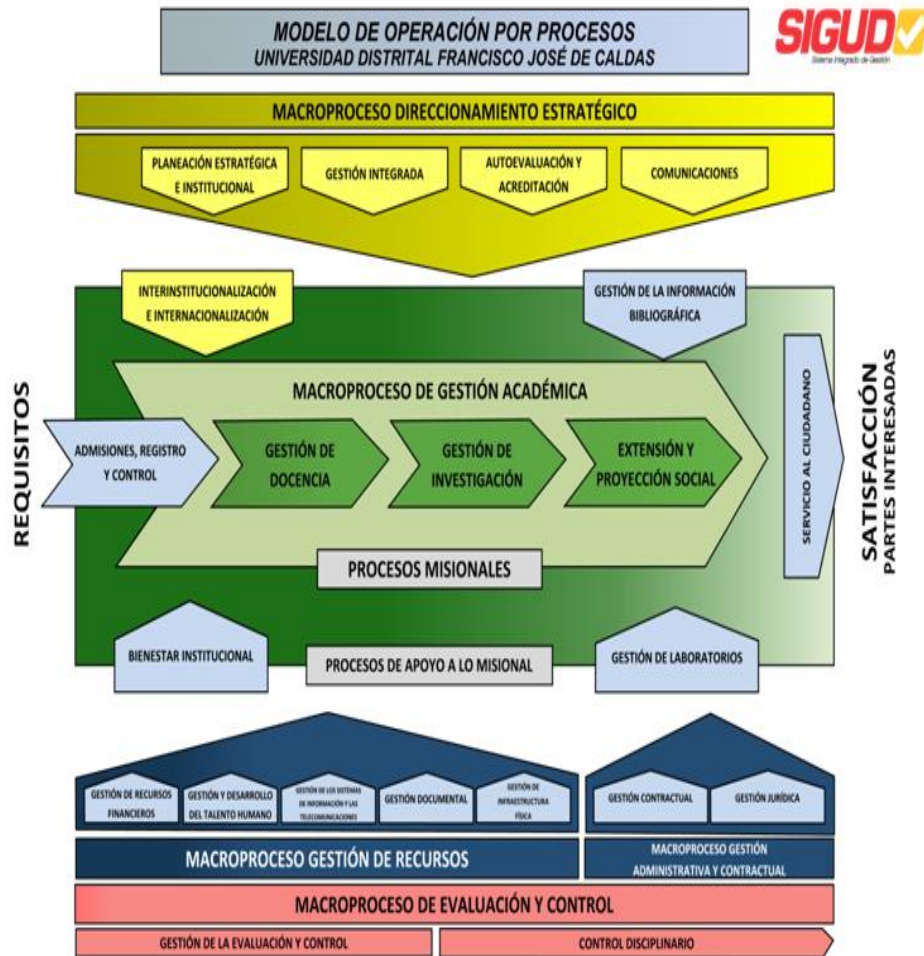 MODELO DE OPERACIÓN POR PROCESOS
UNIVERSIDAD DISTRITAL FRANCISCO JOSÉ DE CALDAS
SIGUD
Sistema Integrado de Gestión
MACROPROCESO DIRECCIONAMIENTO ESTRATÉGICO
PLANEACIÓN ESTRATÉGICA
E INSTITUCIONAL
GESTIÓN INTEGRADA
AUTOEVALUACIÓN Y
ACREDITACIÓN
COMUNICACIONES
INTERINSTITUCIONALIZACIÓN
E INTERNACIONALIZACIÓN
GESTIÓN DE LA INFORMACIÓN
BIBLIOGRÁFICA
REQUISITOS
MACROPROCESO DE GESTIÓN ACADÉMICA
ADMISIONES, REGISTRO
Y CONTROL
GESTIÓN DE
DOCENCIA
GESTIÓN DE
INVESTIGACIÓN
EXTENSIÓN Y
PROYECCIÓN SOCIAL
SERVICIO AL CIUDADANO
SATISFACCIÓN
PARTES INTERESADAS
PROCESOS MISIONALES
BIENESTAR INSTITUCIONAL
PROCESOS DE APOYO A LO MISIONAL
GESTIÓN DE LABORATORIOS
GESTIÓN DE RECURSOS
FINANCIEROS
GESTIÓN Y DESARROLLO
DEL TALENTO HUMANO
GESTIÓN DE LOS SISTEMAS
DE INFORMACIÓN Y LAS
TELECOMUNICACIONES
GESTIÓN DOCUMENTAL
GESTIÓN DE
INFRAESTRUCTURA
FÍSICA
GESTIÓN CONTRACTUAL
GESTIÓN JURÍDICA
MACROPROCESO GESTIÓN DE RECURSOS
MACROPROCESO GESTIÓN
ADMINISTRATIVA Y CONTRACTUAL
MACROPROCESO DE EVALUACIÓN Y CONTROL
GESTIÓN DE LA EVALUACIÓN Y CONTROL
CONTROL DISCIPLINARIO